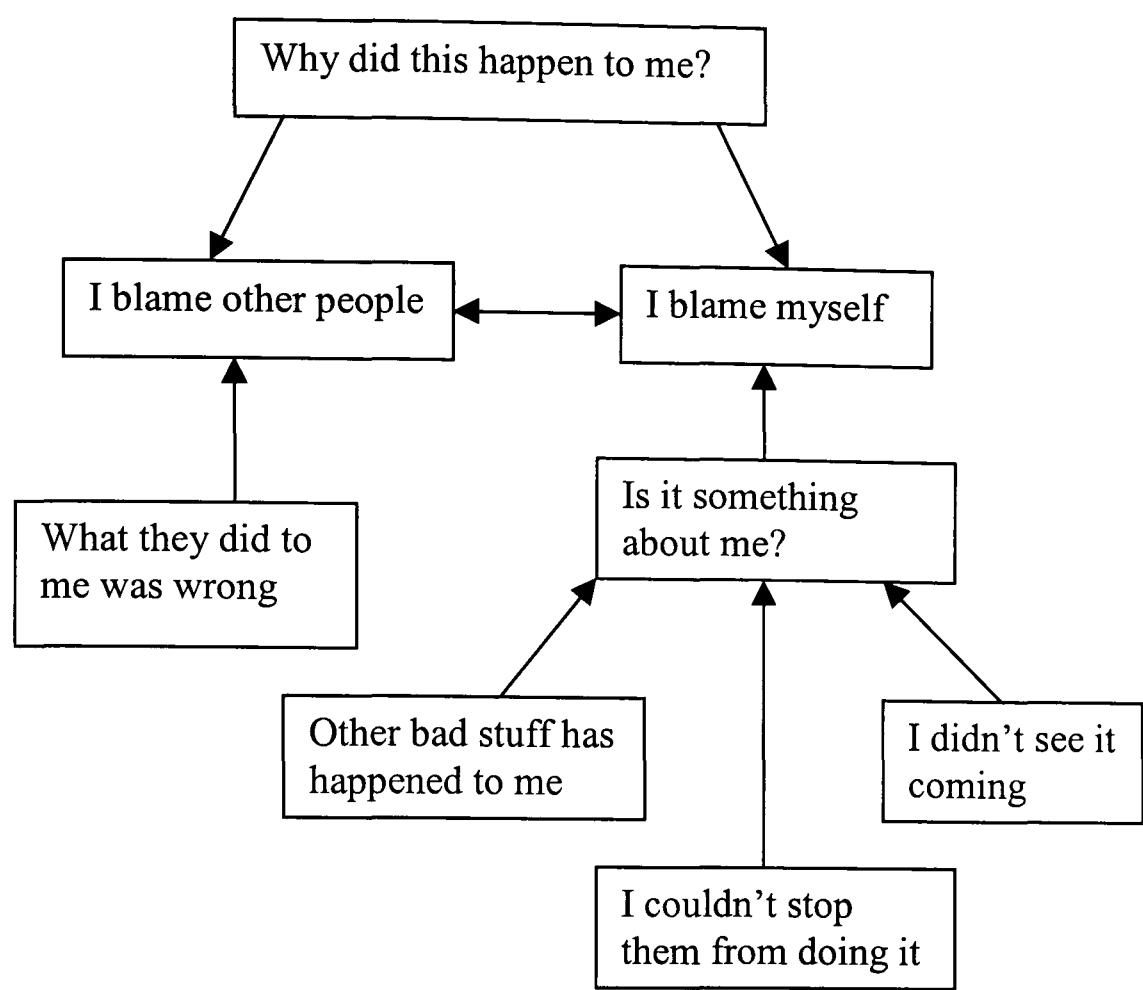 Why did this happen to me?
I blame other people
I blame myself
What they did to
me was wrong
Is it something
about me?
Other bad stuff has
happened to me
I didn’t see it
coming
I couldn’t stop
them from doing it